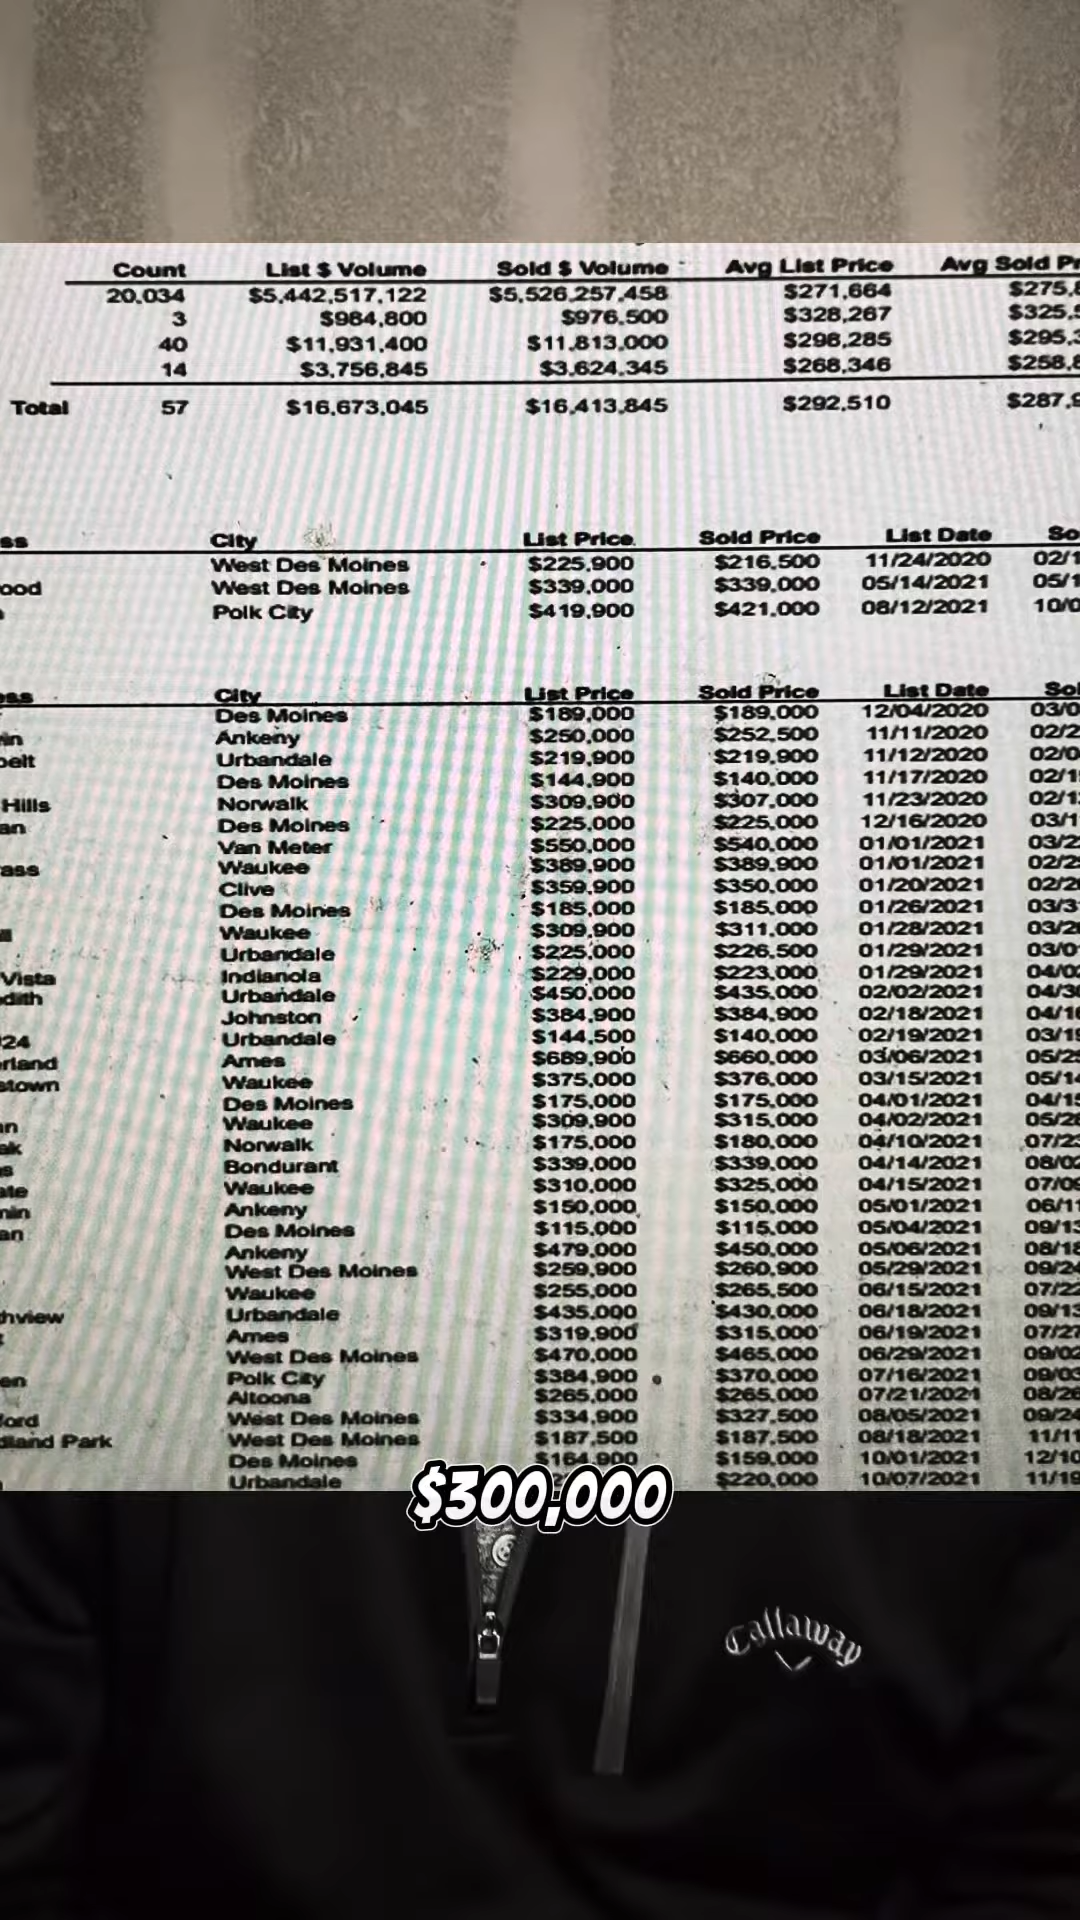 Count List $ Volume Sold $ Volume Avg List Price Avg Sold
20,034 $5,442,517,122 $5,526,257,458 $271,664
3 $984,800 $976,500 $328,267
40 $11,931,400 $11,813,000 $298,285
14 $3,756,845 $3,624,345 $268,346
Total 57 $16,673,045 $16,413,845 $292,510
City List Price Sold Price List Date
West Des Moines $225,900 $216,500 11/24/2020
West Des Moines $339,000 $339,000 05/14/2021
Polk City $419,900 $421,000 08/12/2021
City List Price Sold Price List Date
Des Moines $189,000 $189,000 12/04/2020
Ankeny $250,000 $252,500 11/11/2020
Urbandale $219,900 $219,900 11/12/2020
Des Moines $144,900 $140,000 11/17/2020
Hills Norwalk $309,900 $307,000 11/23/2020
Des Moines $225,000 $225,000 12/16/2020
Van Meter $550,000 $540,000 01/01/2021
Waukee $389,900 $389,900 01/01/2021
Clive $359,900 $350,000 01/20/2021
Des Moines $185,000 $185,000 01/26/2021
Waukee $309,900 $311,000 01/28/2021
Urbandale $225,000 $226,500 01/29/2021
Vista Indianola $229,000 $223,000 01/29/2021
Urbandale $450,000 $435,000 02/02/2021
Johnston $384,900 $384,900 02/18/2021
Urbandale $144,500 $140,000 02/19/2021
Ames $689,900 $660,000 03/06/2021
Waukee $375,000 $376,000 03/15/2021
Des Moines $175,000 $175,000 04/01/2021
Waukee $309,900 $315,000 04/02/2021
Norwalk $175,000 $180,000 04/10/2021
Bondurant $339,000 $339,000 04/14/2021
Waukee $310,000 $325,000 04/15/2021
Ankeny $150,000 $150,000 05/01/2021
Des Moines $115,000 $115,000 05/04/2021
Ankeny $479,000 $450,000 05/06/2021
West Des Moines $259,900 $260,900 05/29/2021
Waukee $255,000 $265,500 06/15/2021
Urbandale $435,000 $430,000 06/18/2021
Ames $319,900 $315,000 06/19/2021
West Des Moines $470,000 $465,000 06/29/2021
Polk City $384,900 $370,000 07/16/2021
Altoona $265,000 $265,000 07/21/2021
West Des Moines $334,900 $327,500 08/05/2021
Park West Des Moines $187,500 $187,500 08/18/2021
Des Moines $164,900 $159,000 10/01/2021
Urbandale $220,000 10/07/2021
$300,000
Callaway